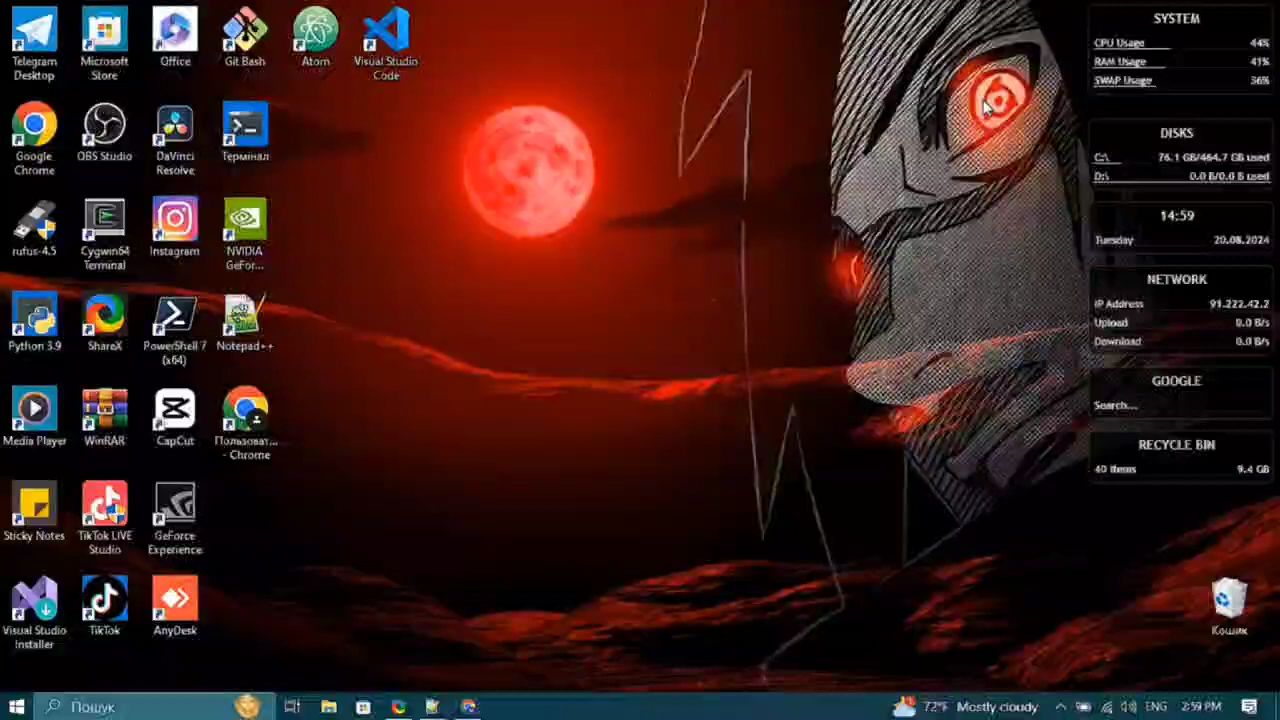 Telegram
Desktop
Microsoft
Store
Office
Git Bash
Atom
Visual Studio
Code
Google
Chrome
OBS Studio
DaVinci
Resolve
Термінал
rufus-4.5
Cygwin64
Terminal
Instagram
NVIDIA
GeFor...
Python 3.9
ShareX
PowerShell 7
(x64)
Notepad++
Media Player
WinRAR
CapCut
Пользоват...
- Chrome
Sticky Notes
TikTok LIVE
Studio
GeForce
Experience
Visual Studio
Installer
TikTok
AnyDesk
SYSTEM
CPU Usage 44%
RAM Usage 41%
SWAP Usage 36%
DISKS
C:\ 76.1 GB/464.7 GB used
D:\ 0.0 B/0.0 B used
14:59
Tuesday 20.08.2024
NETWORK
IP Address 91.222.42.2
Upload 0.0 B/s
Download 0.0 B/s
GOOGLE
Search...
RECYCLE BIN
40 Items 9.4 GB
Кошик
Пошук
72°F Mostly cloudy
ENG
2:59 PM